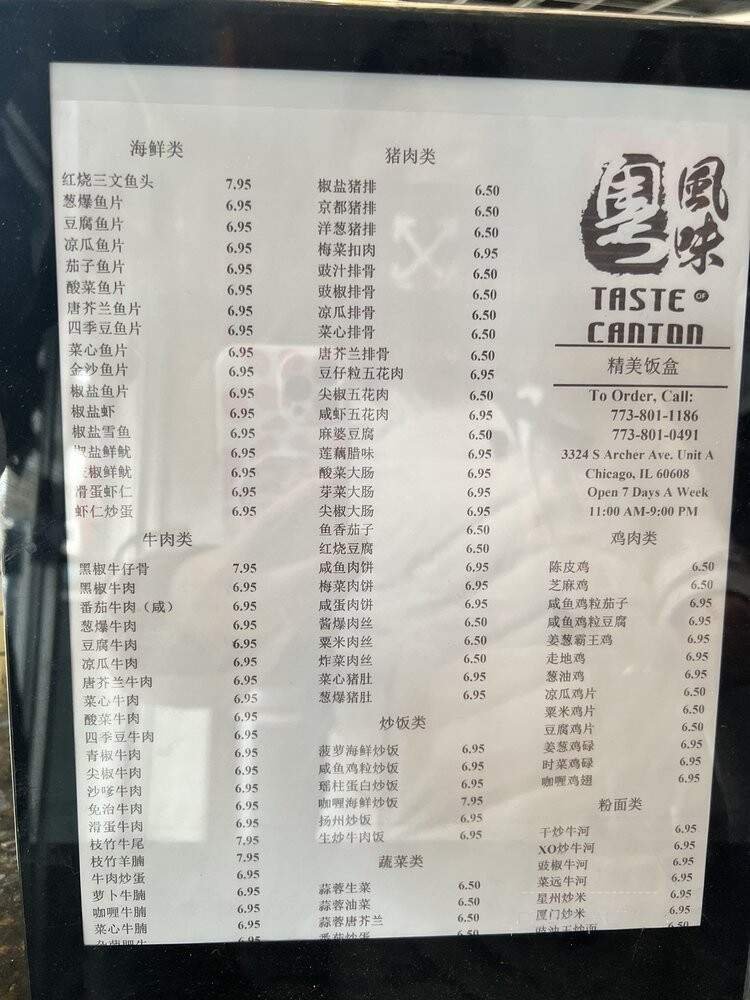 海鲜类
红烧三文鱼头 7.95
葱爆鱼片 6.95
豆腐鱼片 6.95
凉瓜鱼片 6.95
茄子鱼片 6.95
酸菜鱼片 6.95
唐芥兰鱼片 6.95
四季豆鱼片 6.95
菜心鱼片 6.95
金沙鱼片 6.95
椒盐鱼片 6.95
椒盐虾 6.95
椒盐雪鱼 6.95
椒盐鲜鱿 6.95
椒鲜鱿 6.95
滑蛋虾仁 6.95
虾仁炒蛋 6.95
牛肉类
黑椒牛仔骨 7.95
黑椒牛肉 6.95
番茄牛肉（咸） 6.95
葱爆牛肉 6.95
豆腐牛肉 6.95
凉瓜牛肉 6.95
唐芥兰牛肉 6.95
菜心牛肉 6.95
酸菜牛肉 6.95
四季豆牛肉 6.95
青椒牛肉 6.95
尖椒牛肉 6.95
沙嗲牛肉 6.95
免治牛肉 6.95
滑蛋牛肉 6.95
枝竹牛尾 7.95
枝竹羊腩 7.95
牛肉炒蛋 6.95
萝卜牛腩 6.95
咖喱牛腩 6.95
菜心牛腩 6.95
6.95
猪肉类
椒盐猪排 6.50
京都猪排 6.50
洋葱猪排 6.50
梅菜扣肉 6.95
豉汁排骨 6.50
豉椒排骨 6.50
凉瓜排骨 6.50
菜心排骨 6.50
唐芥兰排骨 6.50
豆仔粒五花肉 6.95
尖椒五花肉 6.50
咸虾五花肉 6.95
麻婆豆腐 6.50
莲藕腊味 6.95
酸菜大肠 6.95
芽菜大肠 6.95
尖椒大肠 6.95
鱼香茄子 6.50
红烧豆腐 6.50
咸鱼肉饼 6.95
梅菜肉饼 6.95
咸蛋肉饼 6.95
酱爆肉丝 6.50
粟米肉丝 6.50
炸菜肉丝 6.50
菜心猪肚 6.95
葱爆猪肚 6.95
炒饭类
菠萝海鲜炒饭 6.95
咸鱼鸡粒炒饭 6.95
瑶柱蛋白炒饭 6.95
咖喱海鲜炒饭 7.95
扬州炒饭 6.95
生炒牛肉饭 6.95
蔬菜类
蒜蓉生菜 6.50
蒜蓉油菜 6.50
蒜蓉唐芥兰 6.50
番茄炒蛋 6.50
粤風味
TASTE OF
CANTON
精美饭盒
To Order, Call:
773-801-1186
773-801-0491
3324 S Archer Ave. Unit A
Chicago, IL 60608
Open 7 Days A Week
11:00 AM-9:00 PM
鸡肉类
陈皮鸡 6.50
芝麻鸡 6.50
咸鱼鸡粒茄子 6.95
咸鱼鸡粒豆腐 6.95
姜葱霸王鸡 6.95
走地鸡 6.95
葱油鸡 6.95
凉瓜鸡片 6.50
粟米鸡片 6.50
豆腐鸡片 6.50
姜葱鸡碌 6.95
时菜鸡碌 6.95
咖喱鸡翅 6.95
粉面类
干炒牛河 6.95
XO炒牛河 6.95
豉椒牛河 6.95
菜远牛河 6.95
星州炒米 6.95
厦门炒米 6.95
豉油王炒面 6.50